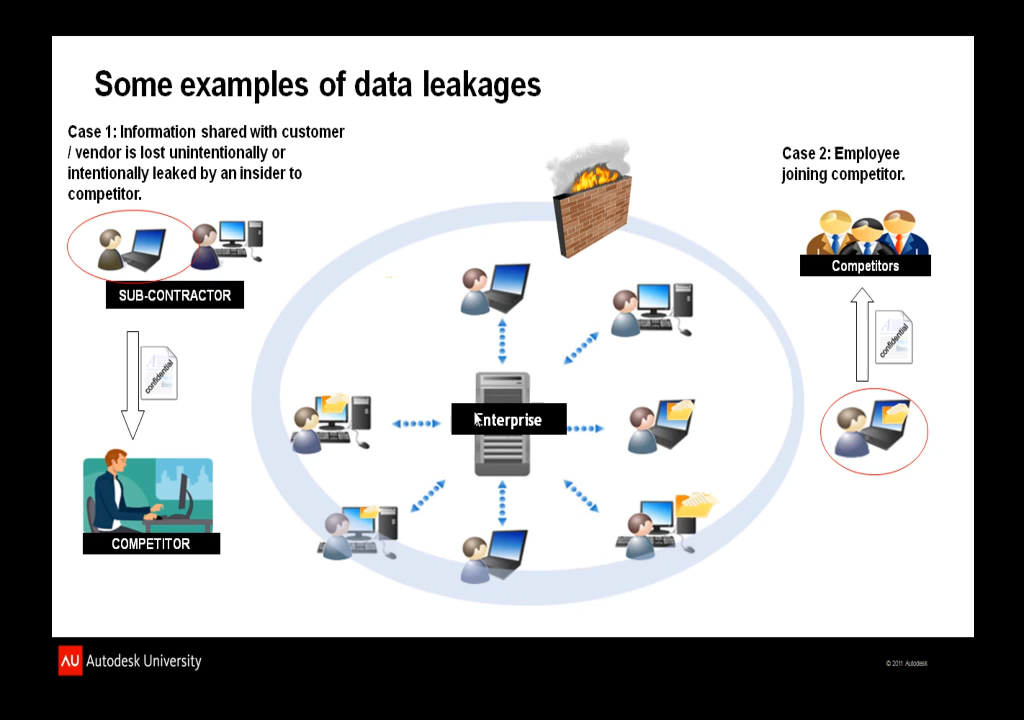 Some examples of data leakages
Case 1: Information shared with customer
/ vendor is lost unintentionally or
intentionally leaked by an insider to
competitor.
Case 2: Employee
joining competitor.
Competitors
SUB-CONTRACTOR
confidential
confidential
Enterprise
COMPETITOR
AU Autodesk University
© 2011 Autodesk